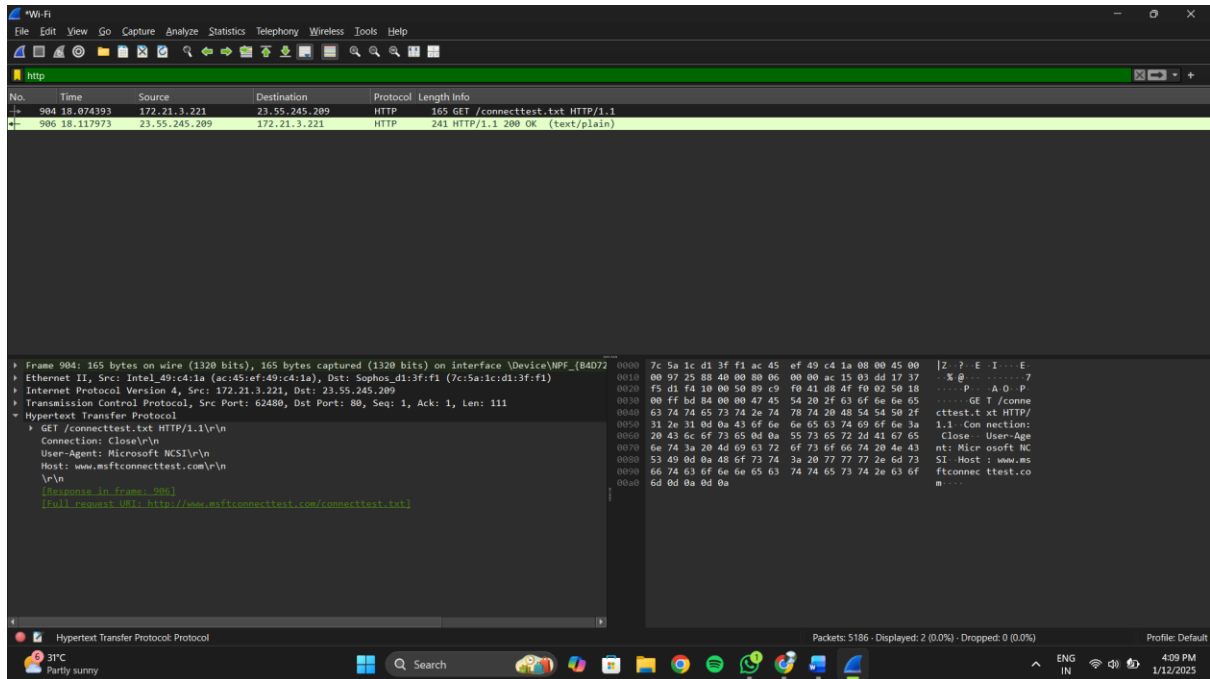 *Wi-Fi
File Edit View Go Capture Analyze Statistics Telephony Wireless Tools Help
http
No. Time Source Destination Protocol Length Info
904 18.074393 172.21.3.221 23.55.245.209 HTTP 165 GET /connecttest.txt HTTP/1.1
906 18.117973 23.55.245.209 172.21.3.221 HTTP 241 HTTP/1.1 200 OK (text/plain)
Frame 904: 165 bytes on wire (1320 bits), 165 bytes captured (1320 bits) on interface \Device\NPF_{B4D72
Ethernet II, Src: Intel_49:c4:1a (ac:45:ef:49:c4:1a), Dst: Sophos_d1:3f:f1 (7c:5a:1c:d1:3f:f1)
Internet Protocol Version 4, Src: 172.21.3.221, Dst: 23.55.245.209
Transmission Control Protocol, Src Port: 62480, Dst Port: 80, Seq: 1, Ack: 1, Len: 111
Hypertext Transfer Protocol
GET /connecttest.txt HTTP/1.1\r\n
Connection: Close\r\n
User-Agent: Microsoft NCSI\r\n
Host: www.msftconnecttest.com\r\n
\r\n
[Response in frame: 906]
[Full request URI: http://www.msftconnecttest.com/connecttest.txt]
0000 7c 5a 1c d1 3f f1 ac 45 ef 49 c4 1a 08 00 45 00 |Z··?··E ·I····E·
0010 00 97 25 88 40 00 80 06 00 00 ac 15 03 dd 17 37 ··%·@··· ·······7
0020 f5 d1 f4 10 00 50 89 c9 f0 41 d8 4f f0 02 50 18 ·····P·· ·A·O··P·
0030 00 ff bd 84 00 00 47 45 54 20 2f 63 6f 6e 6e 65 ······GE T /conne
0040 63 74 74 65 73 74 2e 74 78 74 20 48 54 54 50 2f cttest.t xt HTTP/
0050 31 2e 31 0d 0a 43 6f 6e 6e 65 63 74 69 6f 6e 3a 1.1··Con nection:
0060 20 43 6c 6f 73 65 0d 0a 55 73 65 72 2d 41 67 65 Close·· User-Age
0070 6e 74 3a 20 4d 69 63 72 6f 73 6f 66 74 20 4e 43 nt: Micr osoft NC
0080 53 49 0d 0a 48 6f 73 74 3a 20 77 77 77 2e 6d 73 SI··Host : www.ms
0090 66 74 63 6f 6e 6e 65 63 74 74 65 73 74 2e 63 6f ftconnec ttest.co
00a0 6d 0d 0a 0d 0a m····
Hypertext Transfer Protocol: Protocol
Packets: 5186 · Displayed: 2 (0.0%) · Dropped: 0 (0.0%)
Profile: Default
6
31°C
Partly sunny
Search
1
ENG
IN
4:09 PM
1/12/2025